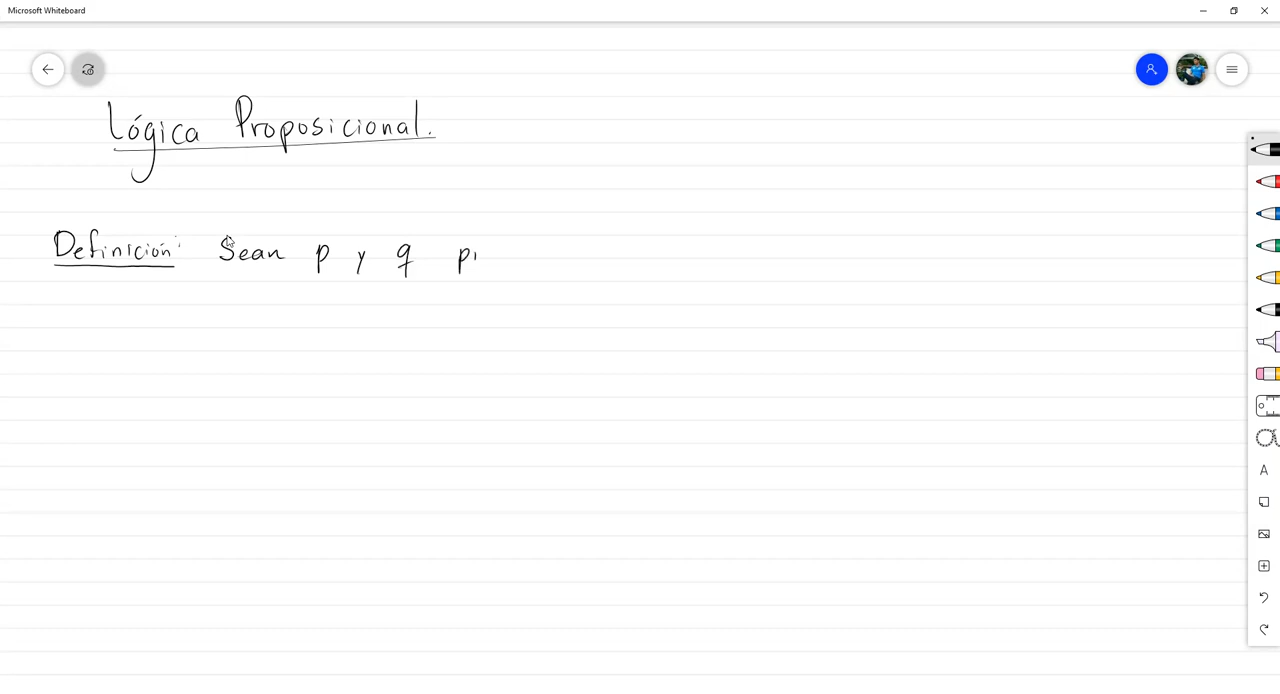 Microsoft Whiteboard
Lógica Proposicional.
Definición: Sean p y q